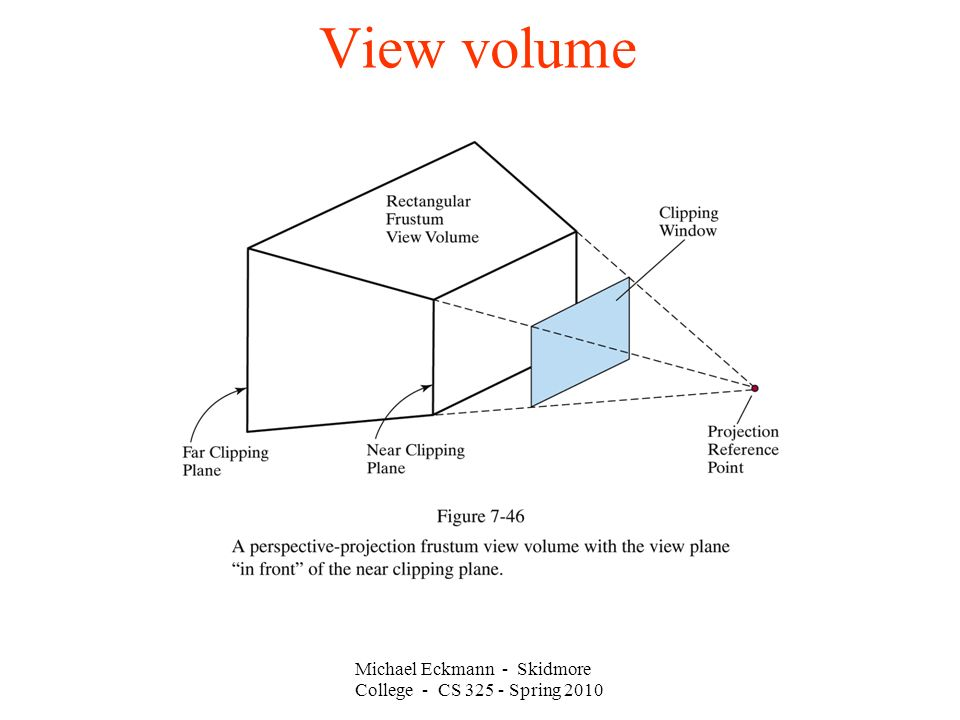 View volume
Rectangular
Frustum
View Volume
Clipping
Window
Far Clipping
Plane
Near Clipping
Plane
Projection
Reference
Point
Figure 7-46
A perspective-projection frustum view volume with the view plane
“in front” of the near clipping plane.
Michael Eckmann - Skidmore
College - CS 325 - Spring 2010